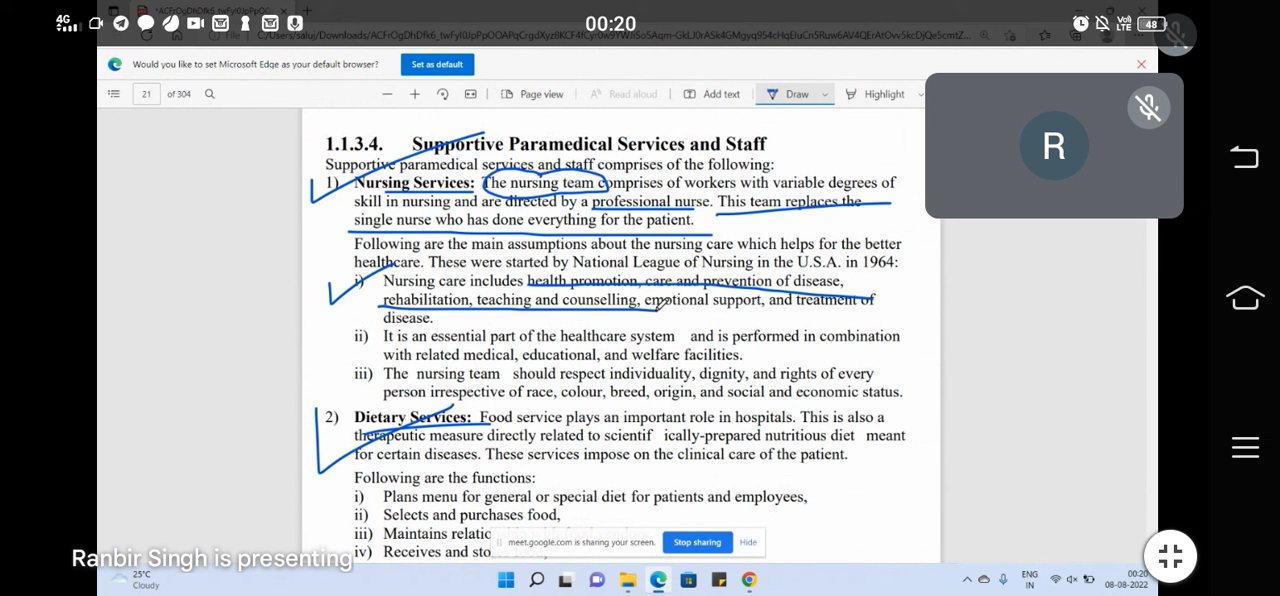 4G 00:20 VoLTE 48
21 of 304 Page view Read aloud Add text Draw Highlight
Would you like to set Microsoft Edge as your default browser? Set as default
1.1.3.4. Supportive Paramedical Services and Staff
Supportive paramedical services and staff comprises of the following:
1) Nursing Services: The nursing team comprises of workers with variable degrees of
skill in nursing and are directed by a professional nurse. This team replaces the
single nurse who has done everything for the patient.
Following are the main assumptions about the nursing care which helps for the better
healthcare. These were started by National League of Nursing in the U.S.A. in 1964:
i) Nursing care includes health promotion, care and prevention of disease,
rehabilitation, teaching and counselling, emotional support, and treatment of
disease.
ii) It is an essential part of the healthcare system and is performed in combination
with related medical, educational, and welfare facilities.
iii) The nursing team should respect individuality, dignity, and rights of every
person irrespective of race, colour, breed, origin, and social and economic status.
2) Dietary Services: Food service plays an important role in hospitals. This is also a
therapeutic measure directly related to scientif ically-prepared nutritious diet meant
for certain diseases. These services impose on the clinical care of the patient.
Following are the functions:
i) Plans menu for general or special diet for patients and employees,
ii) Selects and purchases food,
iii) Maintains
iv) Receives and
R
meet.google.com is sharing your screen. Stop sharing Hide
Ranbir Singh is presenting
25°C
Cloudy
ENG
IN
00:20
08-08-2022